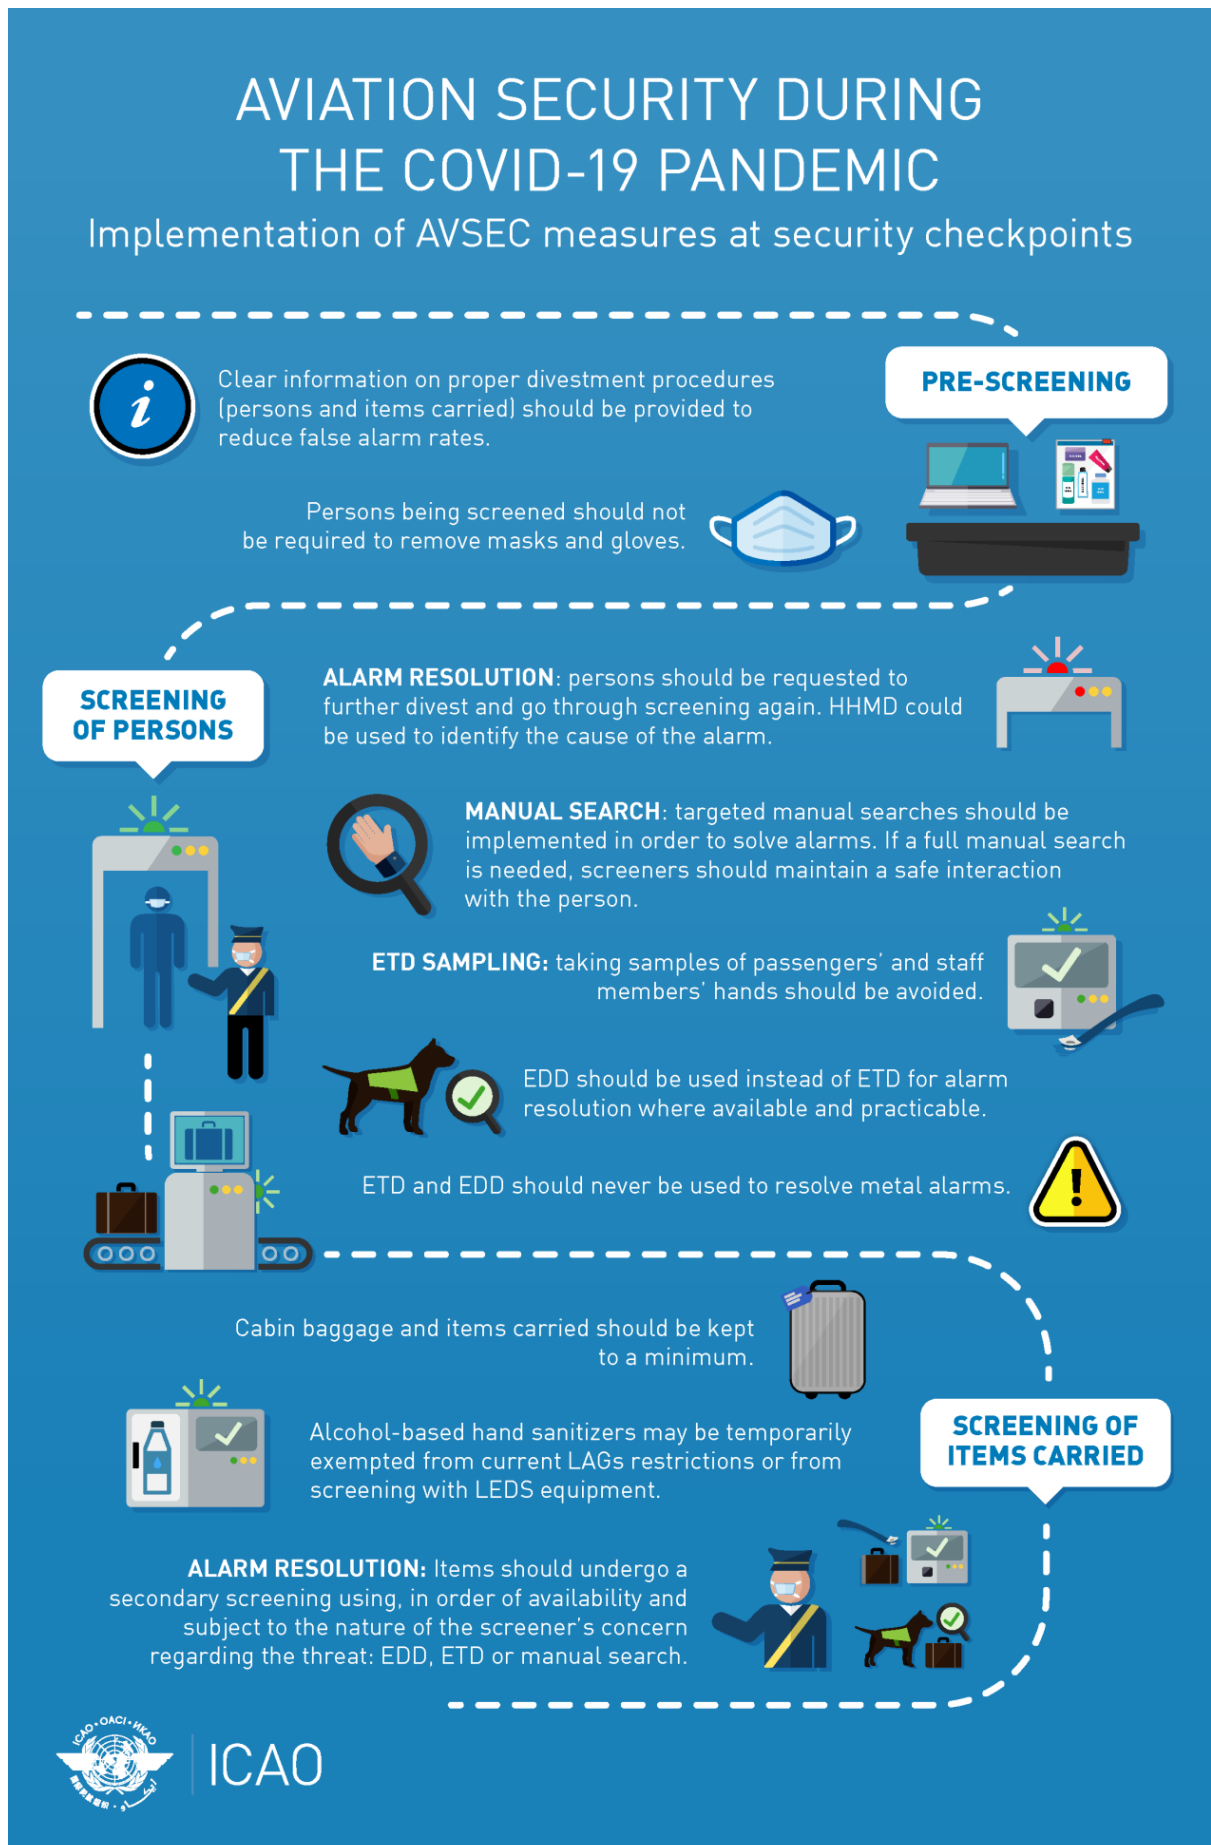 AVIATION SECURITY DURING
THE COVID-19 PANDEMIC
Implementation of AVSEC measures at security checkpoints
PRE-SCREENING
Clear information on proper divestment procedures
(persons and items carried) should be provided to
reduce false alarm rates.
Persons being screened should not
be required to remove masks and gloves.
SCREENING
OF PERSONS
ALARM RESOLUTION: persons should be requested to
further divest and go through screening again. HHMD could
be used to identify the cause of the alarm.
MANUAL SEARCH: targeted manual searches should be
implemented in order to solve alarms. If a full manual search
is needed, screeners should maintain a safe interaction
with the person.
ETD SAMPLING: taking samples of passengers' and staff
members' hands should be avoided.
EDD should be used instead of ETD for alarm
resolution where available and practicable.
ETD and EDD should never be used to resolve metal alarms.
Cabin baggage and items carried should be kept
to a minimum.
SCREENING OF
ITEMS CARRIED
Alcohol-based hand sanitizers may be temporarily
exempted from current LAGs restrictions or from
screening with LEDS equipment.
ALARM RESOLUTION: Items should undergo a
secondary screening using, in order of availability and
subject to the nature of the screener's concern
regarding the threat: EDD, ETD or manual search.
ICAO • OACI • ИКАО
ICAO